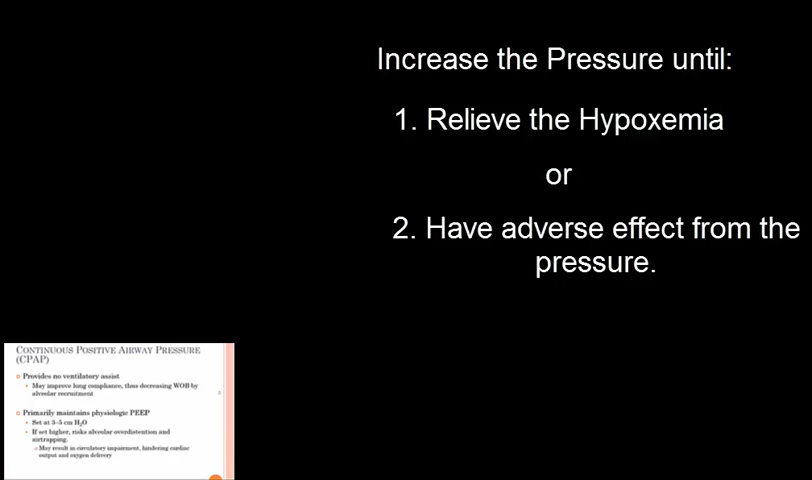 Increase the Pressure until:
1. Relieve the Hypoxemia
or
2. Have adverse effect from the
pressure.
CONTINUOUS POSITIVE AIRWAY PRESSURE
(CPAP)
Provides no ventilatory assist
May improve lung compliance, thus decreasing WOB by
alveolar recruitment
Primarily maintains physiologic PEEP
Set at 3–5 cm H2O
If set higher, risks alveolar overdistention and
airtrapping.
May result in circulatory impairment, hindering cardiac
output and oxygen delivery